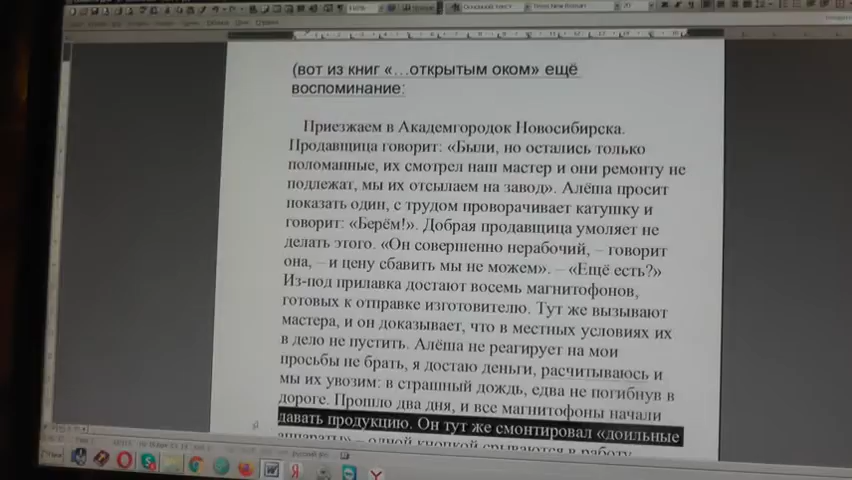 (вот из книг «…открытым оком» ещё
воспоминание:
Приезжаем в Академгородок Новосибирска.
Продавщица говорит: «Были, но остались только
поломанные, их смотрел наш мастер и они ремонту не
подлежат, мы их отсылаем на завод». Алёша просит
показать один, с трудом проворачивает катушку и
говорит: «Берём!». Добрая продавщица умоляет не
делать этого. «Он совершенно нерабочий, – говорит
она, – и цену сбавить мы не можем». – «Ещё есть?»
Из-под прилавка достают восемь магнитофонов,
готовых к отправке изготовителю. Тут же вызывают
мастера, и он доказывает, что в местных условиях их
в дело не пустить. Алёша не реагирует на мои
просьбы не брать, я достаю деньги, расчитываюсь и
мы их увозим: в страшный дождь, едва не погибнув в
дороге. Прошло два дня, и все магнитофоны начали
давать продукцию. Он тут же смонтировал «доильные
аппараты» – одной кнопкой срываются в работу